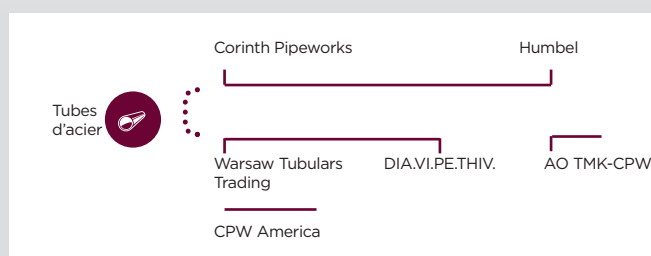 Corinth Pipeworks
Humbel
Tubes
d'acier
Warsaw Tubulars
Trading
DIA.VI.PE.THIV.
AO TMK-CPW
CPW America